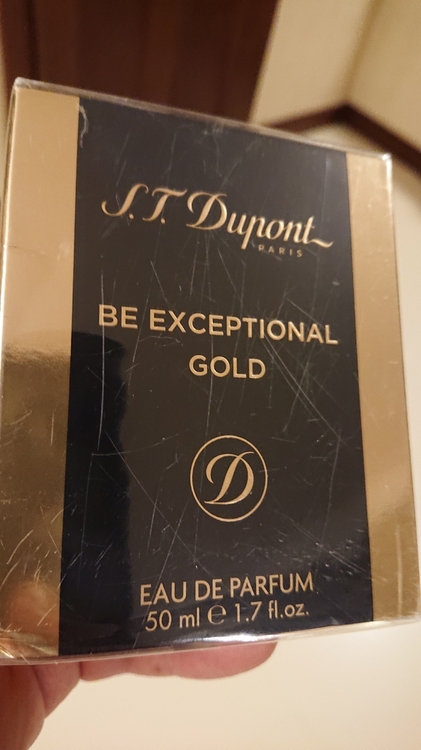 S.T. Dupont
PARIS
BE EXCEPTIONAL
GOLD
D
EAU DE PARFUM
50 ml ℮ 1.7 fl.oz.